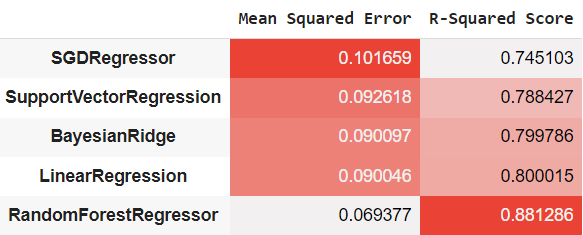 Mean Squared Error R-Squared Score
SGDRegressor 0.101659 0.745103
SupportVectorRegression 0.092618 0.788427
BayesianRidge 0.090097 0.799786
LinearRegression 0.090046 0.800015
RandomForestRegressor 0.069377 0.881286